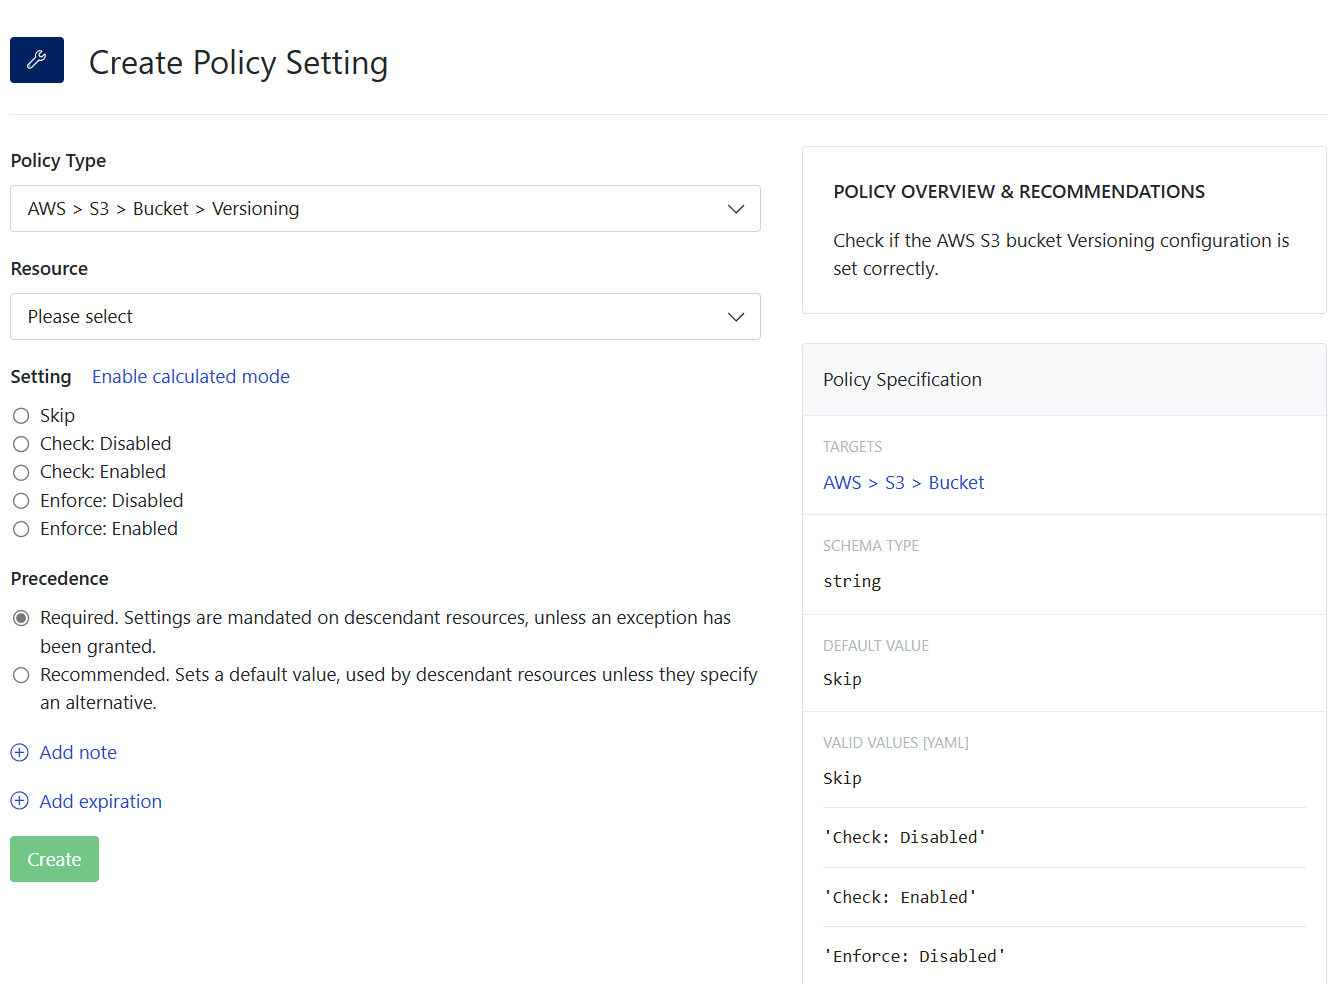 Create Policy Setting
Policy Type
AWS > S3 > Bucket > Versioning
Resource
Please select
Setting Enable calculated mode
Skip
Check: Disabled
Check: Enabled
Enforce: Disabled
Enforce: Enabled
Precedence
Required. Settings are mandated on descendant resources, unless an exception has
been granted.
Recommended. Sets a default value, used by descendant resources unless they specify
an alternative.
Add note
Add expiration
Create
POLICY OVERVIEW & RECOMMENDATIONS
Check if the AWS S3 bucket Versioning configuration is
set correctly.
Policy Specification
TARGETS
AWS > S3 > Bucket
SCHEMA TYPE
string
DEFAULT VALUE
Skip
VALID VALUES [YAML]
Skip
'Check: Disabled'
'Check: Enabled'
'Enforce: Disabled'